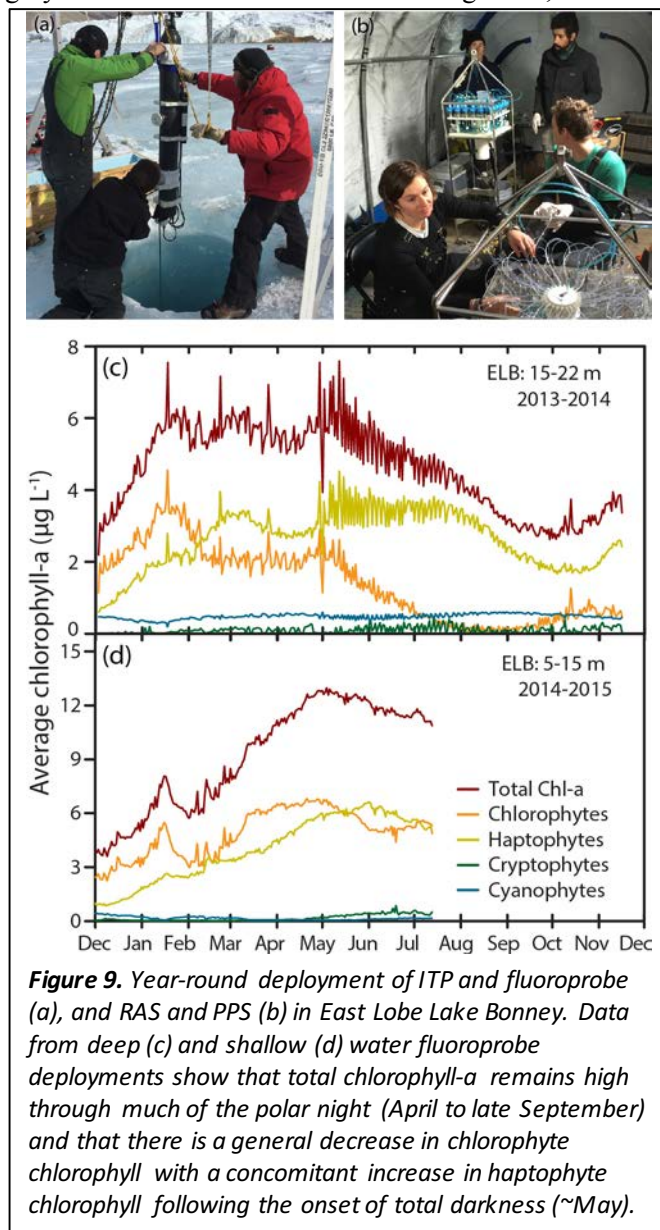 (a)
(b)
8
(c)
ELB: 15-22 m
2013-2014
6
4
2
0
Average chlorophyll-a (µg L⁻¹)
15
(d)
ELB: 5-15 m
2014-2015
12
9
6
3
0
Total Chl-a
Chlorophytes
Haptophytes
Cryptophytes
Cyanophytes
Dec Jan Feb Mar Apr May Jun Jul Aug Sep Oct Nov Dec
Figure 9. Year-round deployment of ITP and fluoroprobe
(a), and RAS and PPS (b) in East Lobe Lake Bonney. Data
from deep (c) and shallow (d) water fluoroprobe
deployments show that total chlorophyll-a remains high
through much of the polar night (April to late September)
and that there is a general decrease in chlorophyte
chlorophyll with a concomitant increase in haptophyte
chlorophyll following the onset of total darkness (~May).